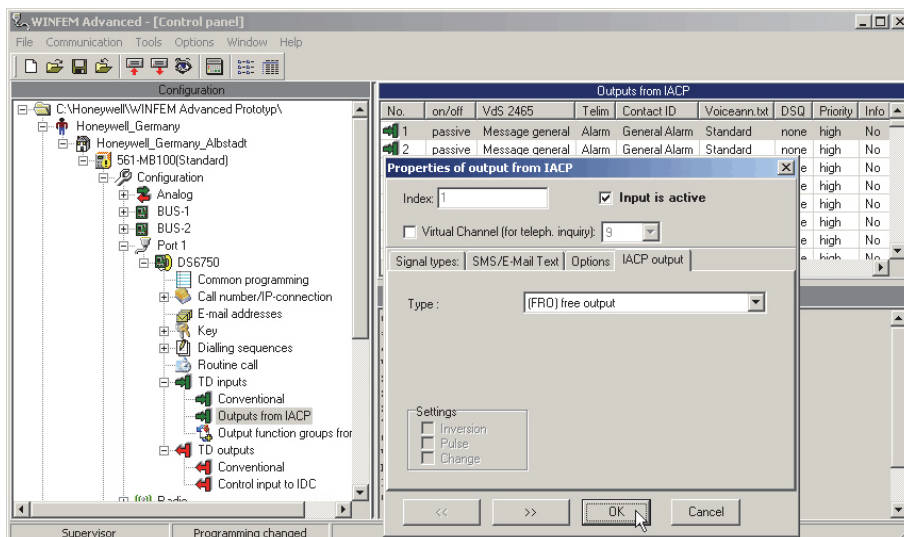 WINFEM Advanced - [Control panel]
File Communication Tools Options Window Help
Configuration
C:\Honeywell\WINFEM Advanced Prototyp\
Honeywell_Germany
Honeywell_Germany_Albstadt
561-MB100(Standard)
Configuration
Analog
BUS-1
BUS-2
Port 1
DS6750
Common programming
Call number/IP-connection
E-mail addresses
Key
Dialling sequences
Routine call
TD inputs
Conventional
Outputs from IACP
Output function groups fror
TD outputs
Conventional
Control input to IDC
Radio
Supervisor Programming changed
Outputs from IACP
No. on/off VdS 2465 Telim Contact ID Voiceann.txt DSQ Priority Info
1 passive Message general Alarm General Alarm Standard none high No
2 passive Message general Alarm General Alarm Standard none high No
e high No
e high No
e high No
e high No
e high No
e high No
Properties of output from IACP
Index: 1 Input is active
Virtual Channel (for teleph. inquiry): 9
Signal types: SMS/E-Mail Text Options IACP output
Type : (FRO) free output
Settings
Inversion
Pulse
Change
<< >> OK Cancel